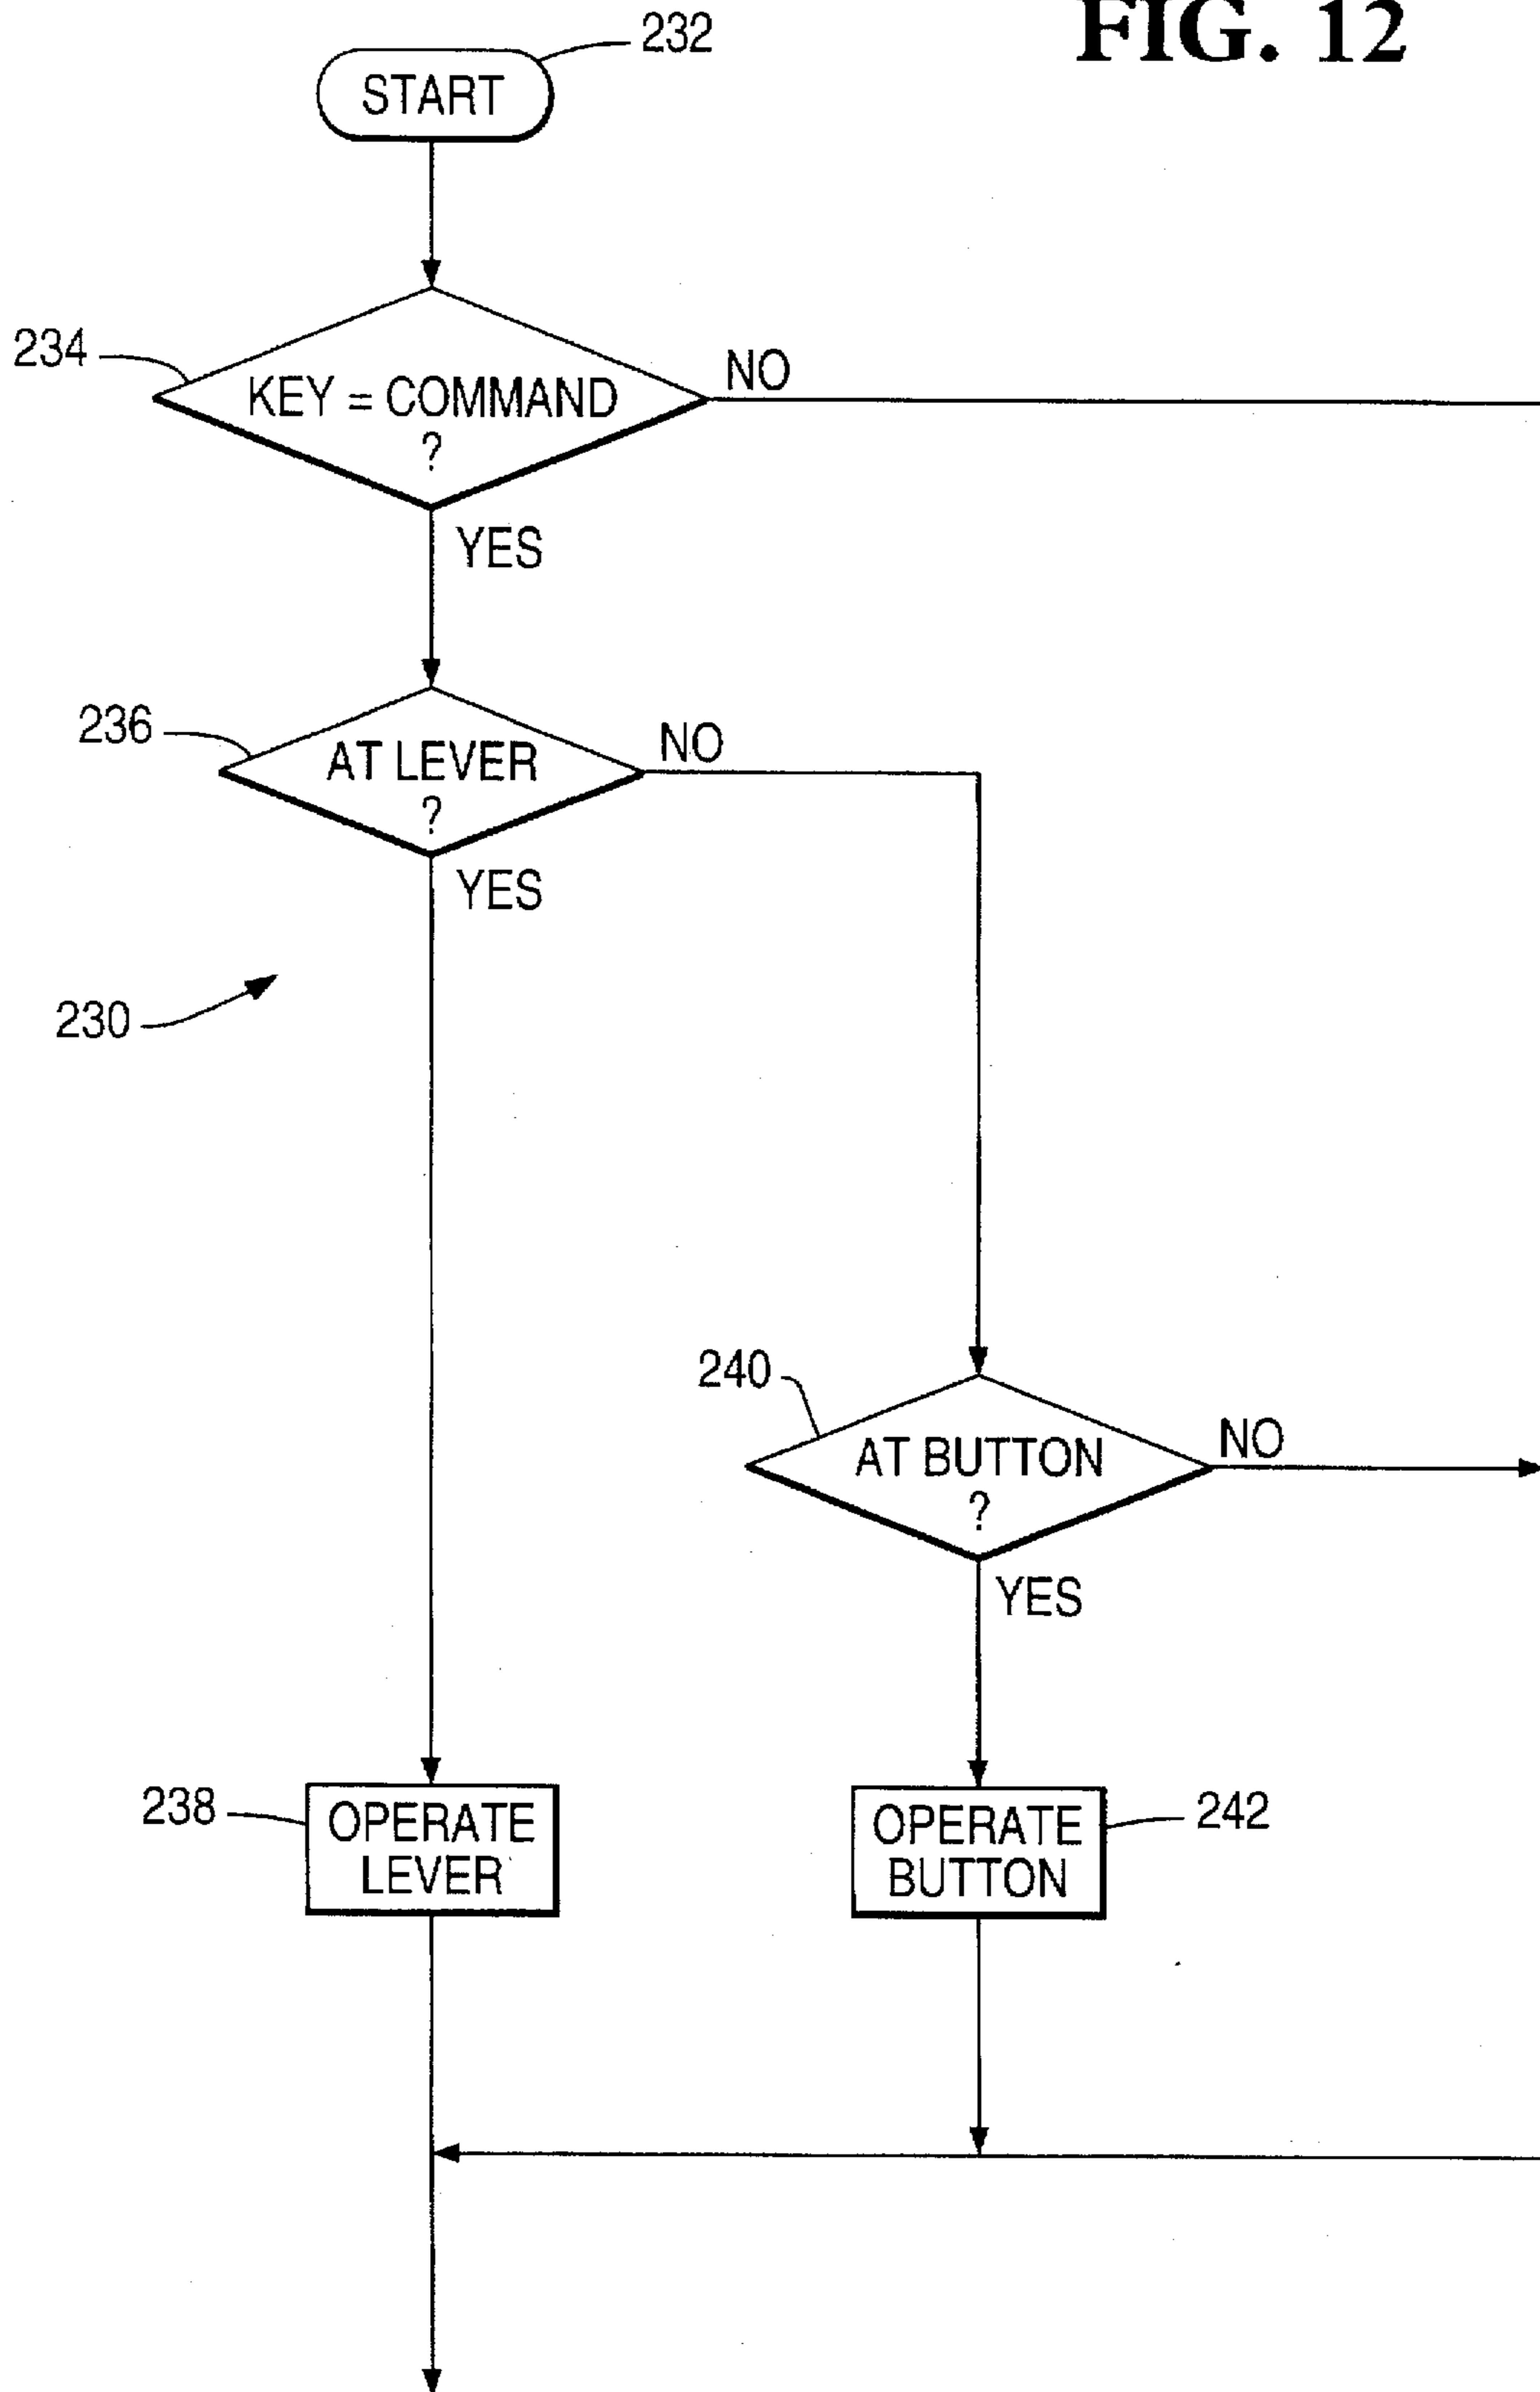 FIG. 12
232
START
234
KEY = COMMAND
?
NO
YES
236
AT LEVER
?
NO
YES
230
240
AT BUTTON
?
NO
YES
238
OPERATE
LEVER
OPERATE
BUTTON
242